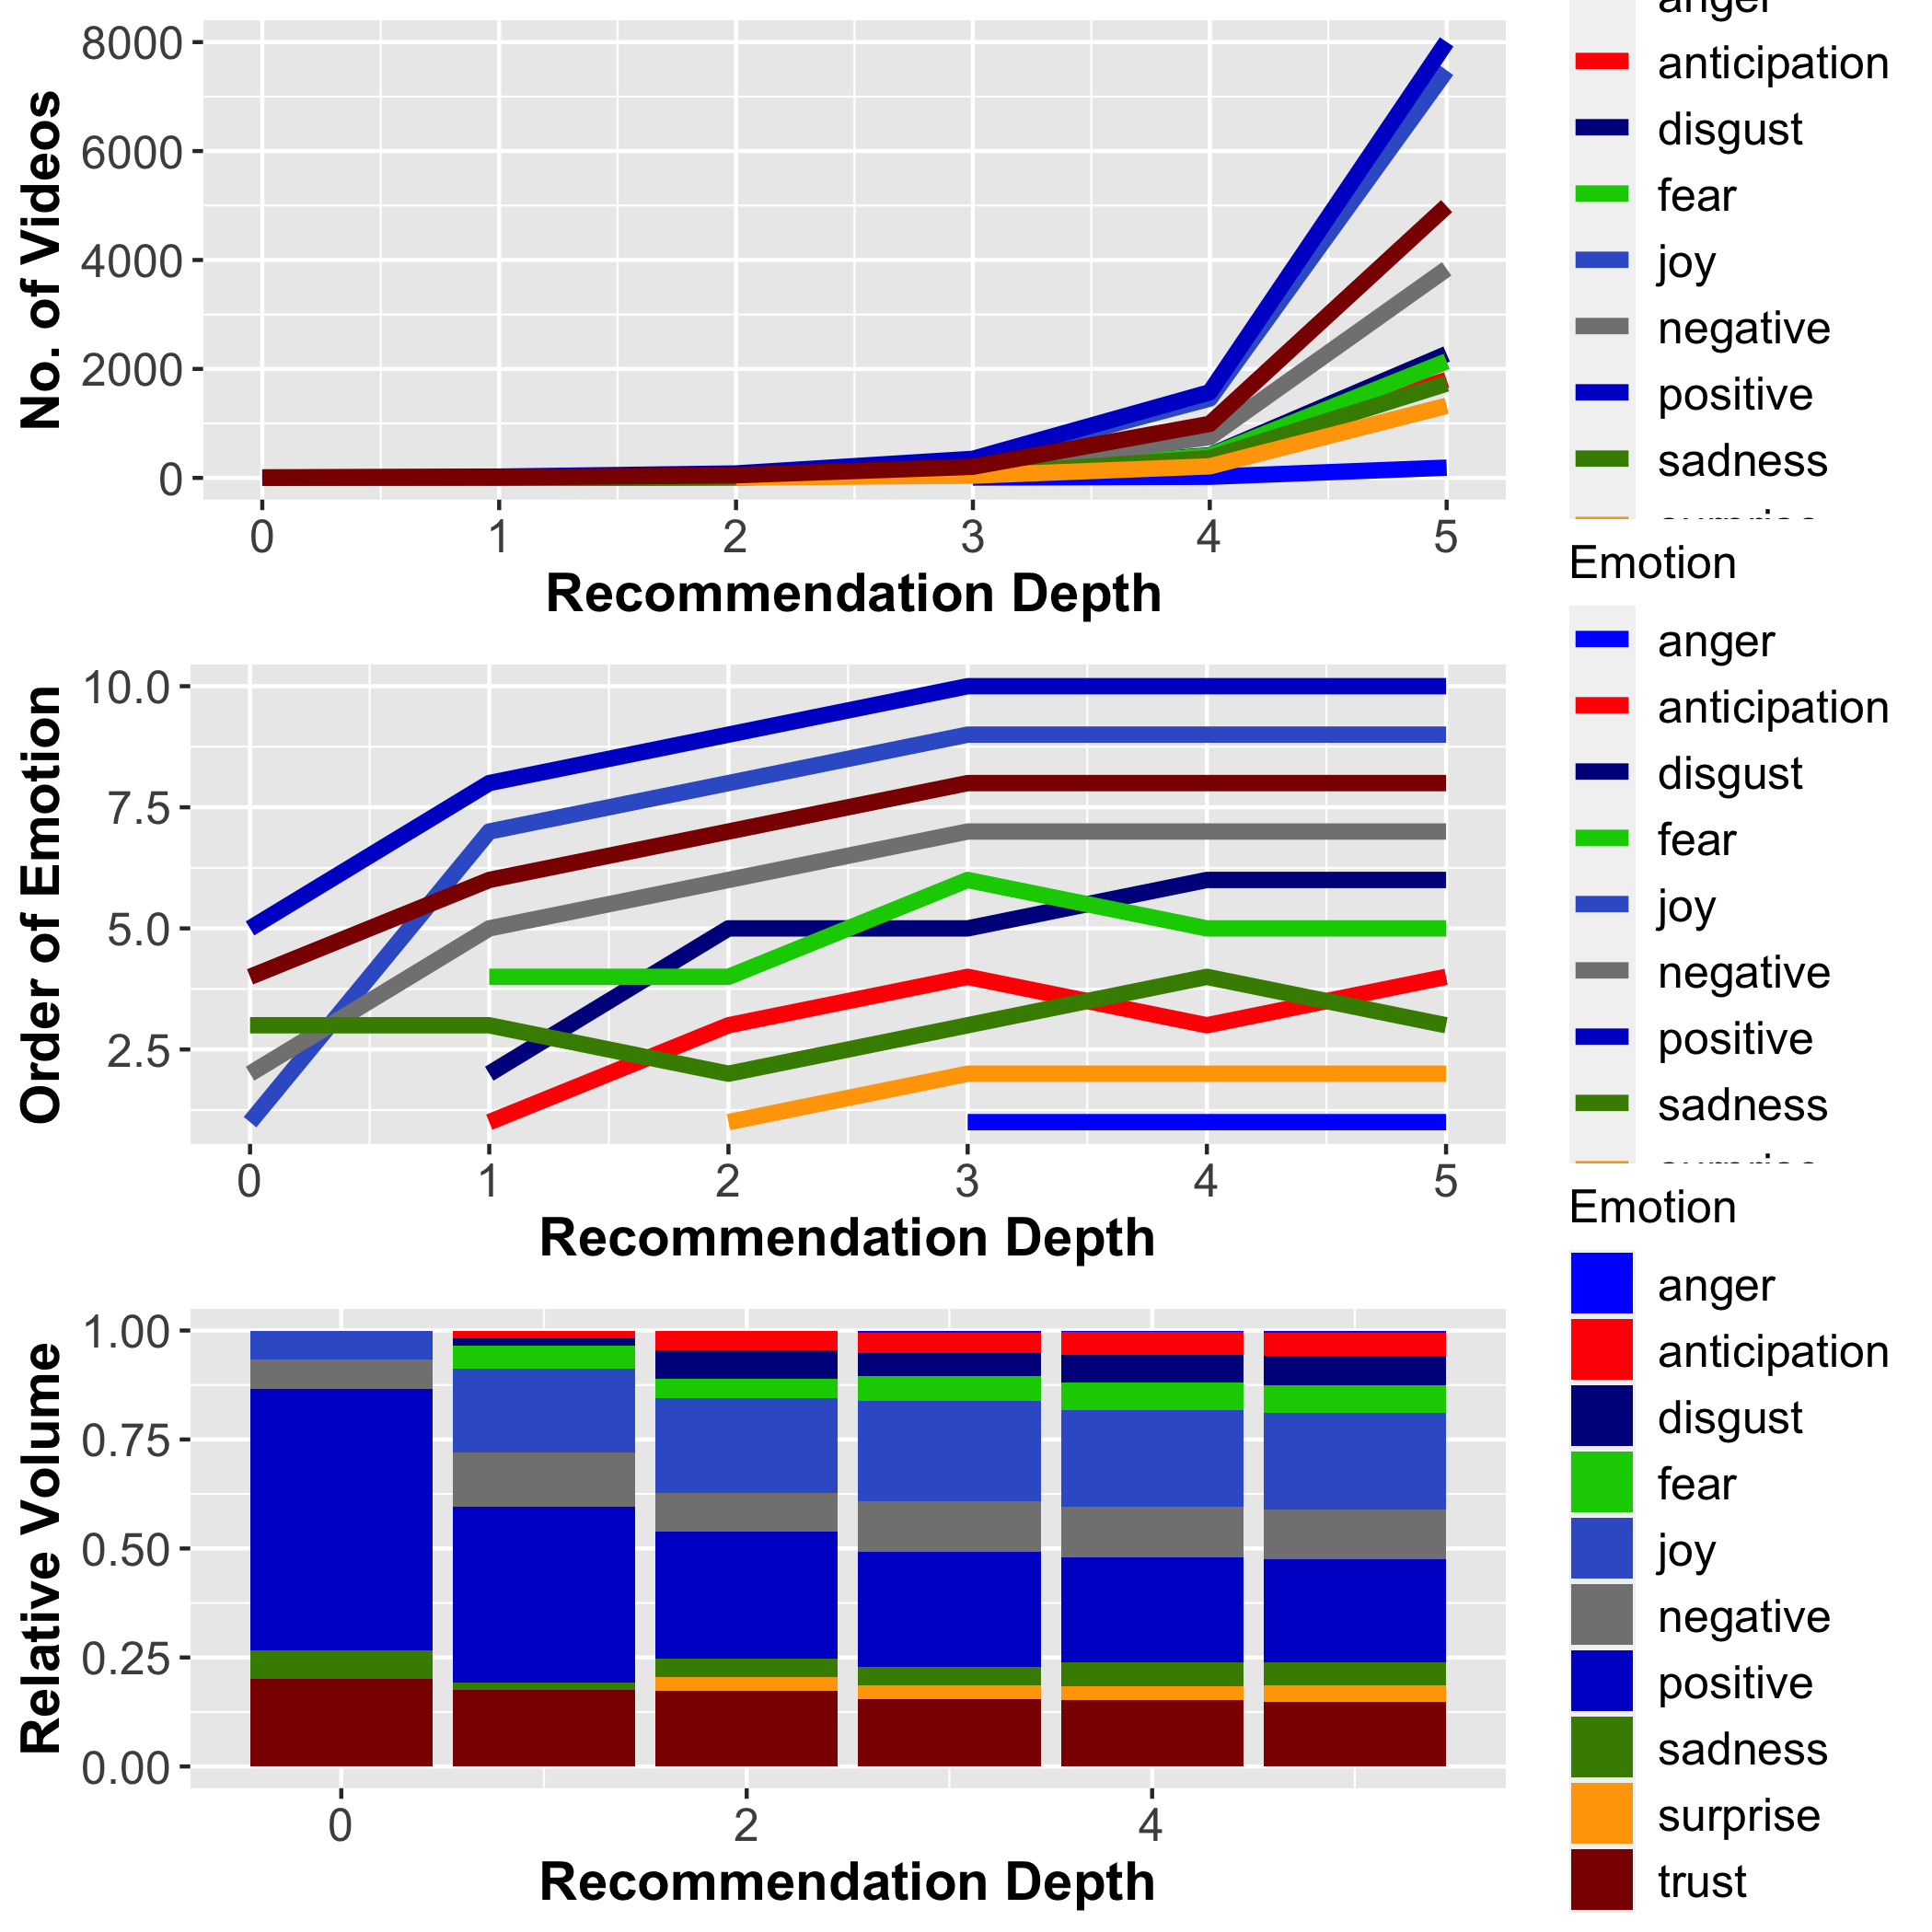 anger
anticipation
disgust
fear
joy
negative
positive
sadness
8000
6000
4000
2000
0
No. of Videos
0 1 2 3 4 5
Recommendation Depth
Emotion
anger
anticipation
disgust
fear
joy
negative
positive
sadness
10.0
7.5
5.0
2.5
Order of Emotion
0 1 2 3 4 5
Recommendation Depth
Emotion
anger
anticipation
disgust
fear
joy
negative
positive
sadness
surprise
trust
1.00
0.75
0.50
0.25
0.00
Relative Volume
0 2 4
Recommendation Depth